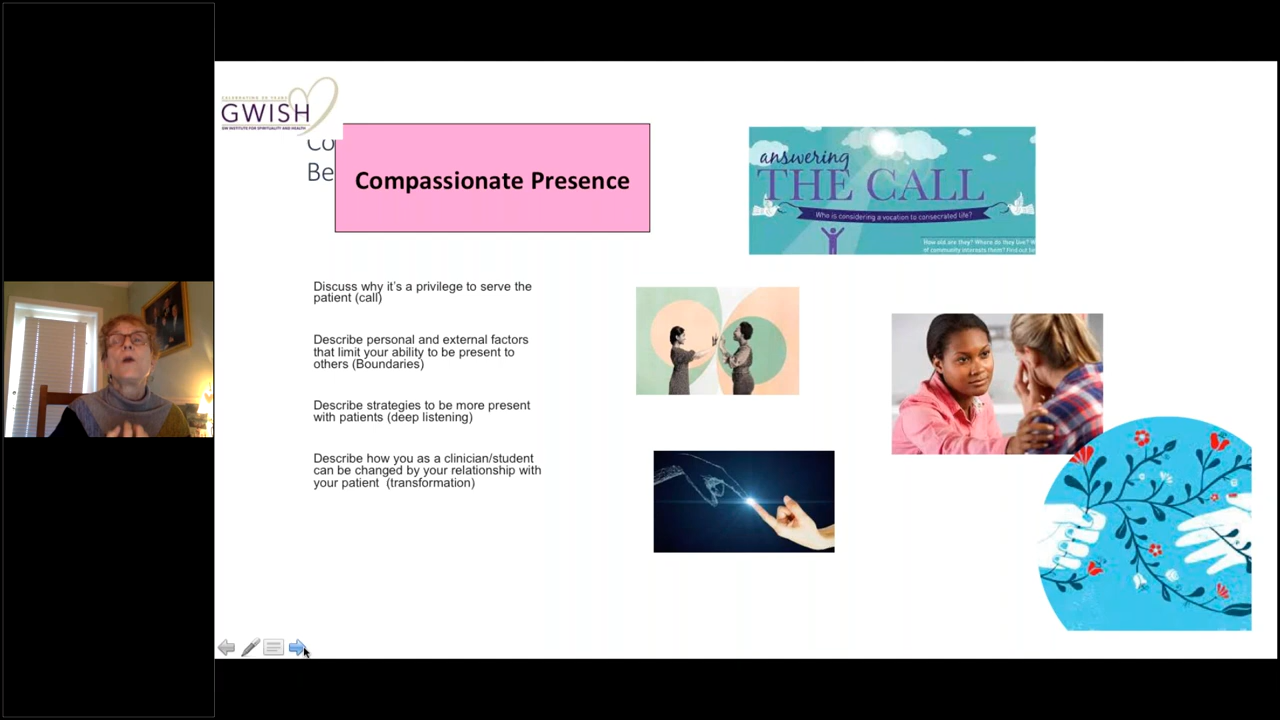 CELEBRATING 20 YEARS
GWISH
GW INSTITUTE FOR SPIRITUALITY AND HEALTH
Co
Be
Compassionate Presence
answering
THE CALL
Who is considering a vocation to consecrated life?
How old are they? Where do they live? W
of community interests them? Find out be
Discuss why it's a privilege to serve the
patient (call)
Describe personal and external factors
that limit your ability to be present to
others (Boundaries)
Describe strategies to be more present
with patients (deep listening)
Describe how you as a clinician/student
can be changed by your relationship with
your patient (transformation)